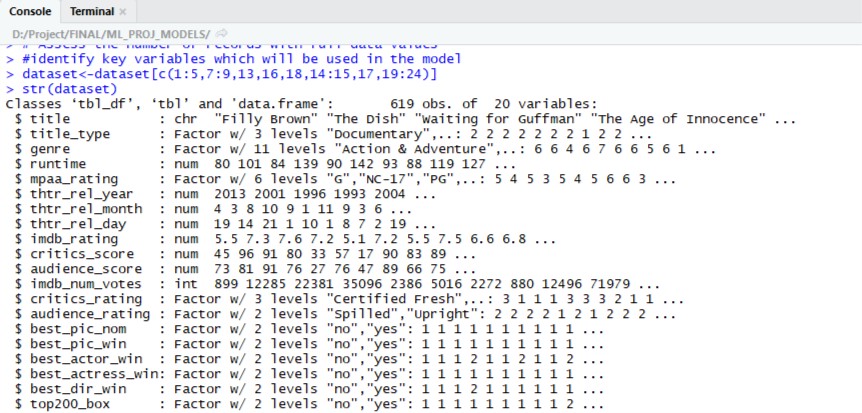 Console Terminal ×
D:/Project/FINAL/ML_PROJ_MODELS/
> # Assess the number of records with full data values
> #identify key variables which will be used in the model
> dataset<-dataset[c(1:5,7:9,13,16,18,14:15,17,19:24)]
> str(dataset)
Classes ‘tbl_df’, ‘tbl’ and 'data.frame':	619 obs. of  20 variables:
 $ title           : chr  "Filly Brown" "The Dish" "Waiting for Guffman" "The Age of Innocence" ...
 $ title_type      : Factor w/ 3 levels "Documentary",..: 2 2 2 2 2 2 2 1 2 2 ...
 $ genre           : Factor w/ 11 levels "Action & Adventure",..: 6 6 4 6 7 6 6 5 6 1 ...
 $ runtime         : num  80 101 84 139 90 142 93 88 119 127 ...
 $ mpaa_rating     : Factor w/ 6 levels "G","NC-17","PG",..: 5 4 5 3 5 4 5 6 6 3 ...
 $ thtr_rel_year   : num  2013 2001 1996 1993 2004 ...
 $ thtr_rel_month  : num  4 3 8 10 9 1 11 9 3 6 ...
 $ thtr_rel_day    : num  19 14 21 1 10 1 8 7 2 19 ...
 $ imdb_rating     : num  5.5 7.3 7.6 7.2 5.1 7.2 5.5 7.5 6.6 6.8 ...
 $ critics_score   : num  45 96 91 80 33 57 17 90 83 89 ...
 $ audience_score  : num  73 81 91 76 27 76 47 89 66 75 ...
 $ imdb_num_votes  : int  899 12285 22381 35096 2386 5016 2272 880 12496 71979 ...
 $ critics_rating  : Factor w/ 3 levels "Certified Fresh",..: 3 1 1 1 3 3 3 2 1 1 ...
 $ audience_rating : Factor w/ 2 levels "Spilled","Upright": 2 2 2 2 1 2 1 2 2 2 ...
 $ best_pic_nom    : Factor w/ 2 levels "no","yes": 1 1 1 1 1 1 1 1 1 1 ...
 $ best_pic_win    : Factor w/ 2 levels "no","yes": 1 1 1 1 1 1 1 1 1 1 ...
 $ best_actor_win  : Factor w/ 2 levels "no","yes": 1 1 1 2 1 1 2 1 1 2 ...
 $ best_actress_win: Factor w/ 2 levels "no","yes": 1 1 1 1 1 1 1 1 1 1 ...
 $ best_dir_win    : Factor w/ 2 levels "no","yes": 1 1 1 2 1 1 1 1 1 1 ...
 $ top200_box      : Factor w/ 2 levels "no","yes": 1 1 1 1 1 1 1 1 1 2 ...